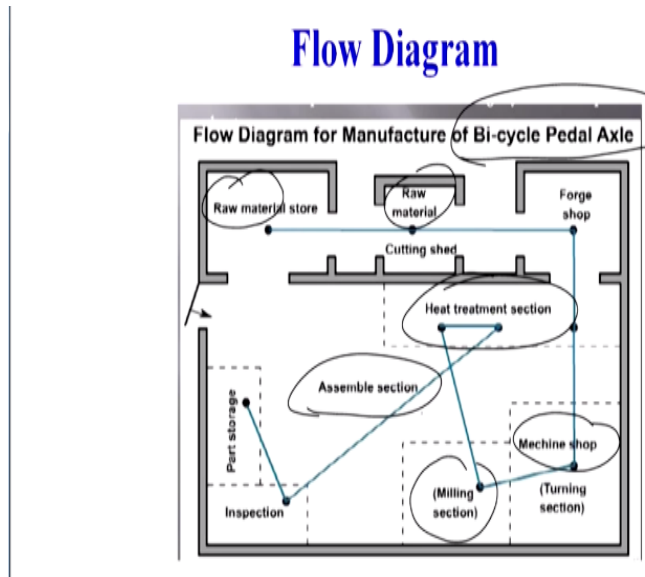 Flow Diagram
Flow Diagram for Manufacture of Bi-cycle Pedal Axle
Raw material store
Raw
material
Forge
shop
Cutting shed
Heat treatment section
Assemble section
Part storage
Mechine shop
(Milling
section)
(Turning
section)
Inspection